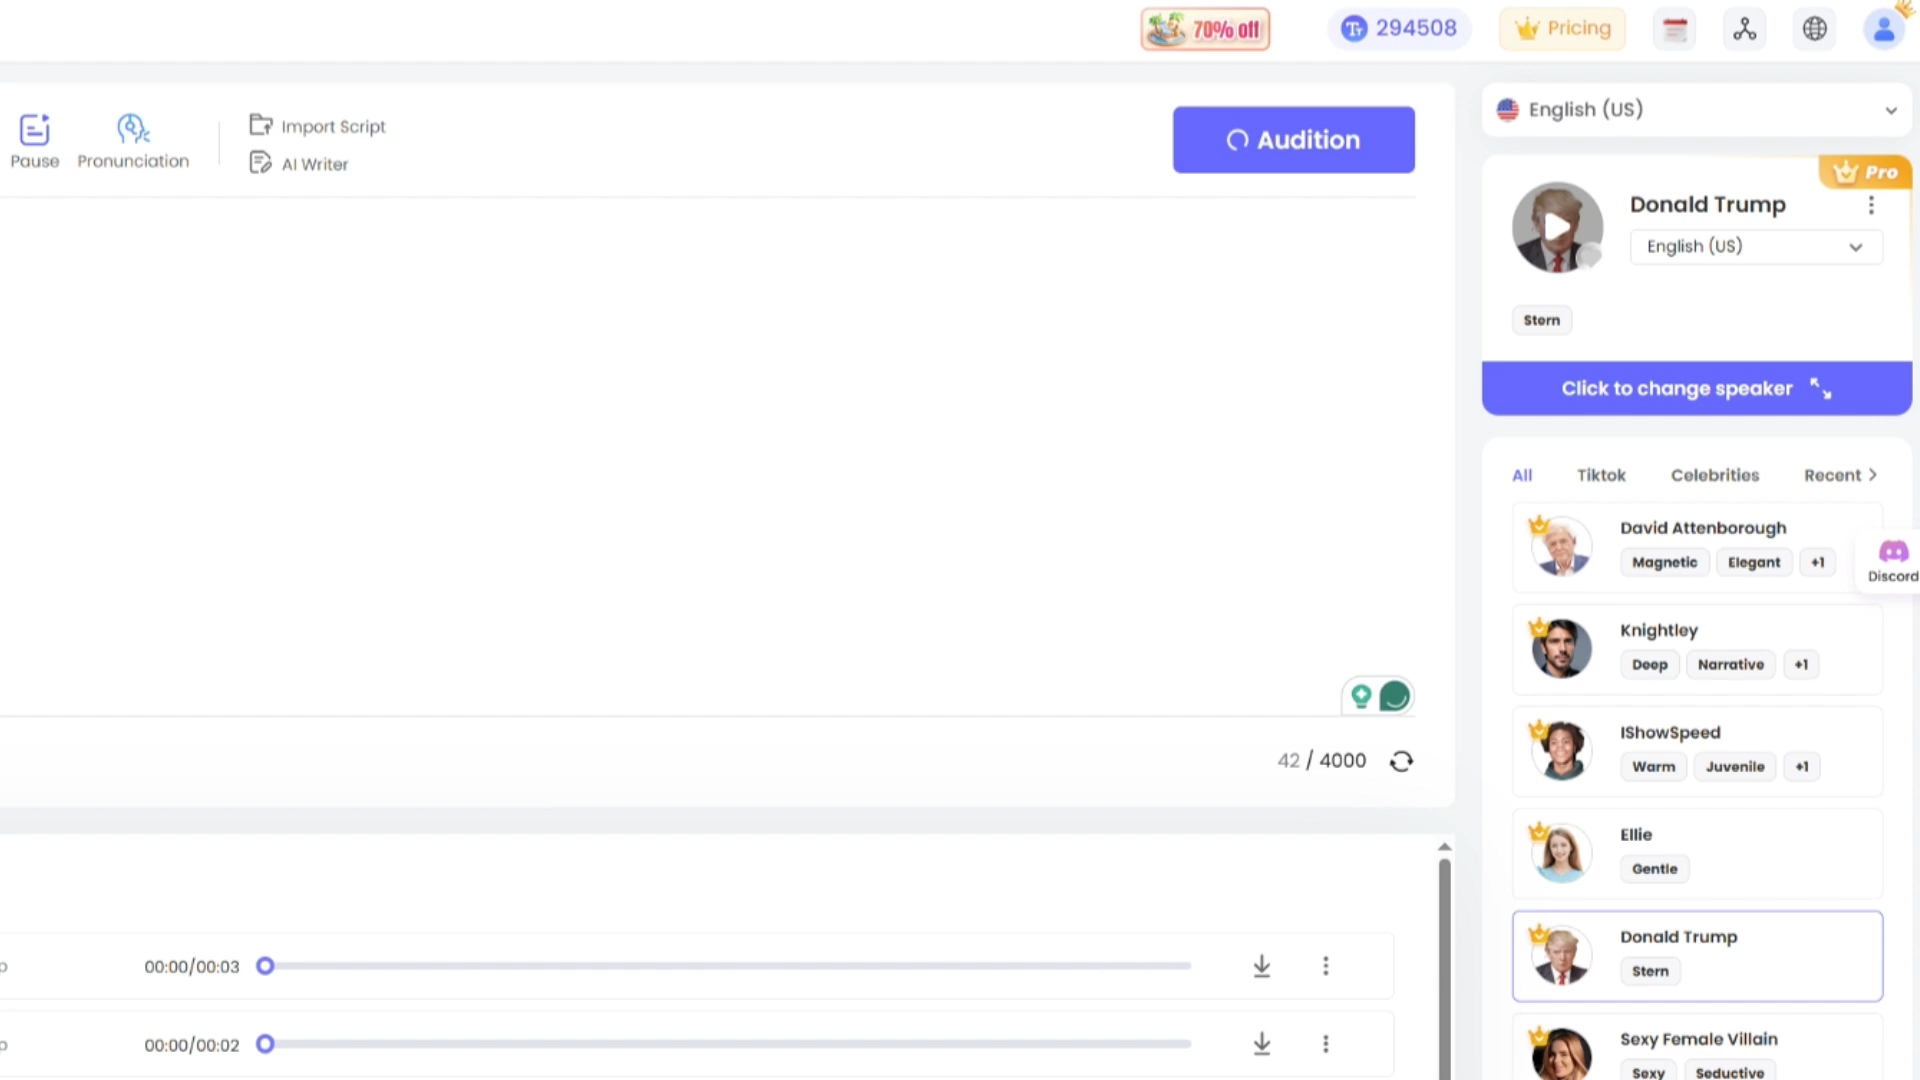 70% off
294508
Pricing
Pause
Pronunciation
Import Script
AI Writer
Audition
English (US)
Pro
Donald Trump
English (US)
Stern
Click to change speaker
All
Tiktok
Celebrities
Recent
David Attenborough
Magnetic
Elegant
+1
Discord
Knightley
Deep
Narrative
+1
IShowSpeed
Warm
Juvenile
+1
42 / 4000
Ellie
Gentle
Donald Trump
Stern
p
00:00/00:03
p
00:00/00:02
Sexy Female Villain
Sexy
Seductive